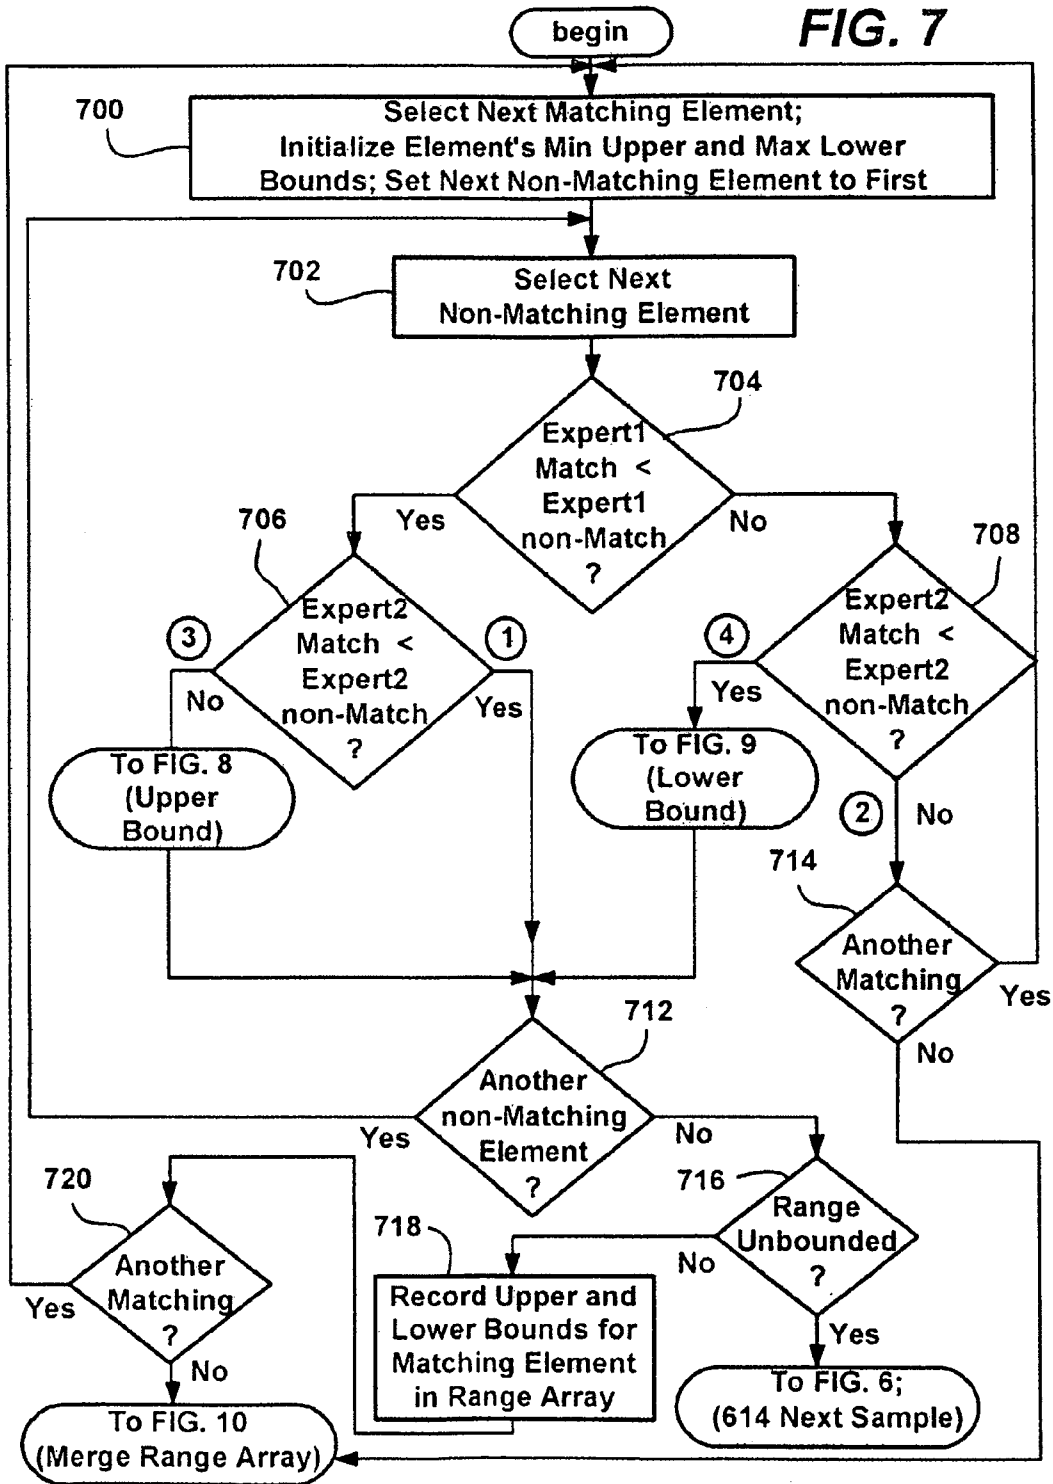 begin
FIG. 7
700
Select Next Matching Element;
Initialize Element's Min Upper and Max Lower
Bounds; Set Next Non-Matching Element to First
702
Select Next
Non-Matching Element
704
Expert1
Match <
Expert1
non-Match
?
Yes
No
706
Expert2
Match <
Expert2
non-Match
?
3
No
1
Yes
708
Expert2
Match <
Expert2
non-Match
?
4
Yes
2
No
To FIG. 8
(Upper
Bound)
To FIG. 9
(Lower
Bound)
714
Another
Matching
?
Yes
No
712
Another
non-Matching
Element
?
Yes
No
716
Range
Unbounded
?
No
Yes
720
Another
Matching
?
Yes
No
718
Record Upper and
Lower Bounds for
Matching Element
in Range Array
To FIG. 6;
(614 Next Sample)
To FIG. 10
(Merge Range Array)